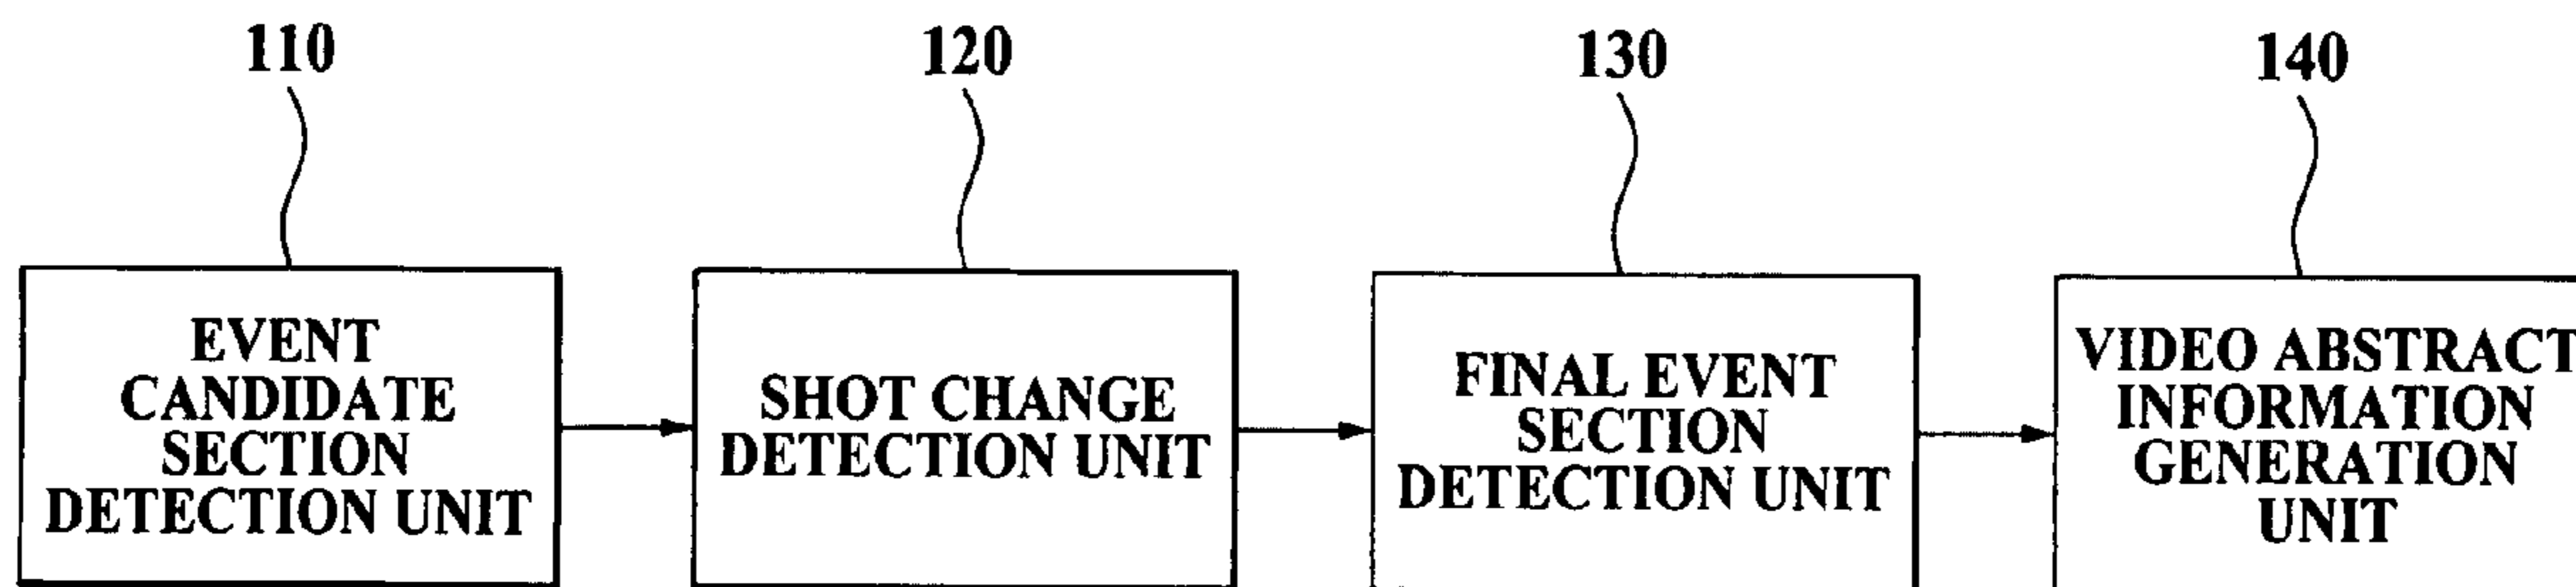 110
120
130
140
EVENT
CANDIDATE
SECTION
DETECTION UNIT
SHOT CHANGE
DETECTION UNIT
FINAL EVENT
SECTION
DETECTION UNIT
VIDEO ABSTRACT
INFORMATION
GENERATION
UNIT